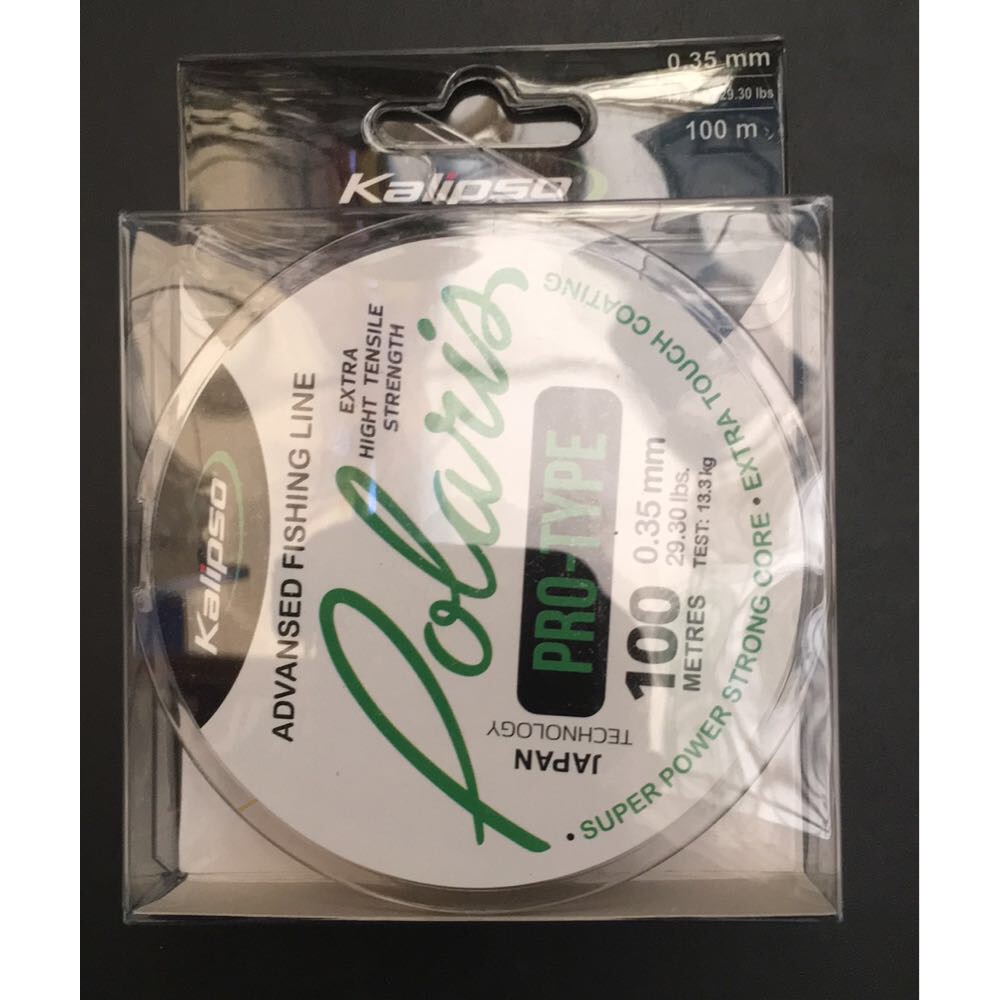 0.35 mm
29.30 lbs
100 m
Kalipso
Kalipso
ADVANSED FISHING LINE
EXTRA
HIGHT TENSILE
STRENGTH
Polaris
PRO-TYPE
JAPAN
TECHNOLOGY
100
METRES
0.35 mm
29.30 lbs.
TEST: 13.3 kg
• SUPER POWER STRONG CORE • EXTRA TOUCH COATING